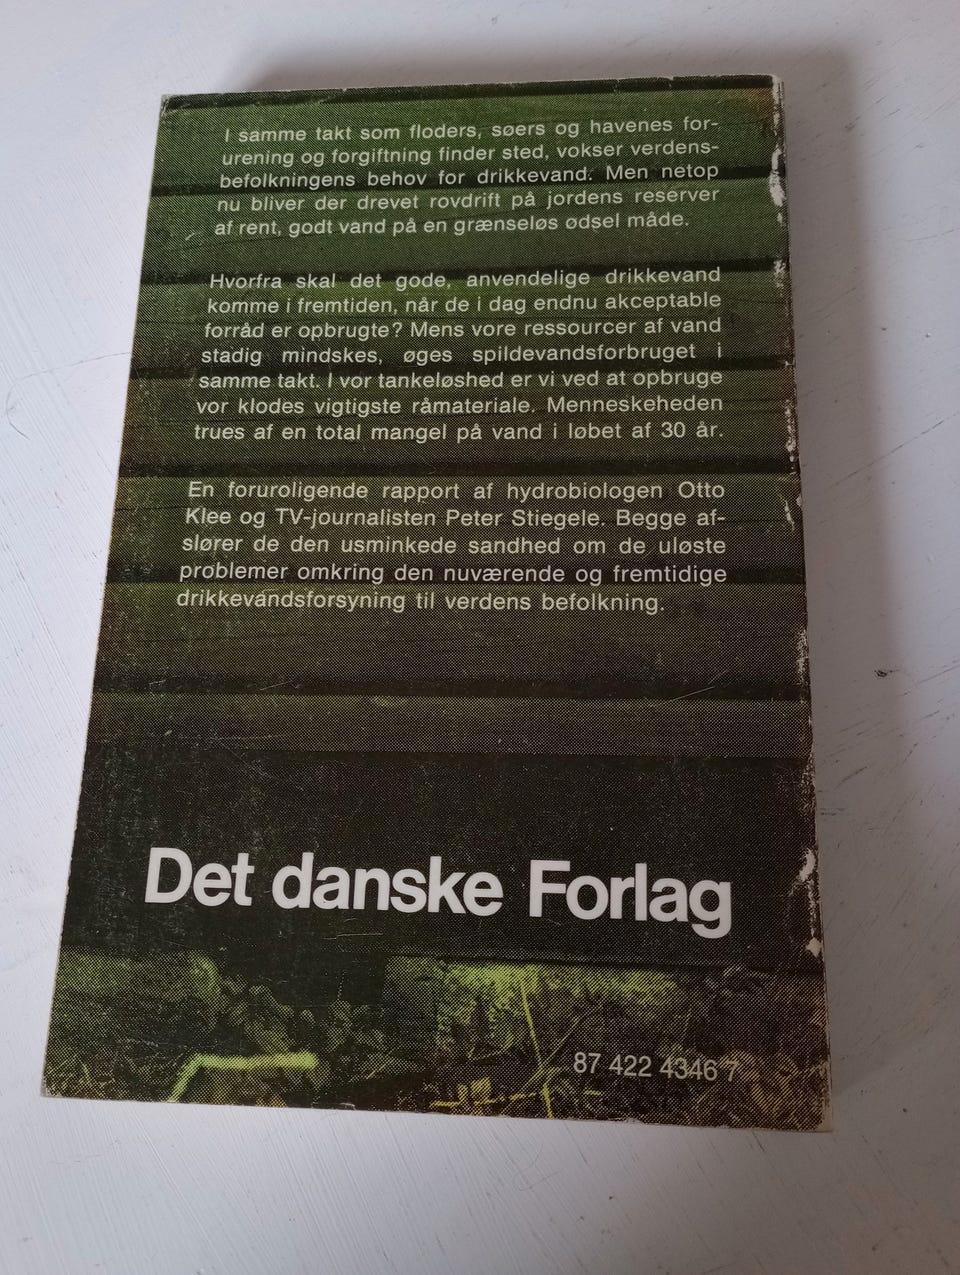 I samme takt som floders, søers og havenes for-
urening og forgiftning finder sted, vokser verdens-
befolkningens behov for drikkevand. Men netop
nu bliver der drevet rovdrift på jordens reserver
af rent, godt vand på en grænseløs ødsel måde.
Hvorfra skal det gode, anvendelige drikkevand
komme i fremtiden, når de i dag endnu akceptable
forråd er opbrugte? Mens vore ressourcer af vand
stadig mindskes, øges spildevandsforbruget i
samme takt. I vor tankeløshed er vi ved at opbruge
vor klodes vigtigste råmateriale. Menneskeheden
trues af en total mangel på vand i løbet af 30 år.
En foruroligende rapport af hydrobiologen Otto
Klee og TV-journalisten Peter Stiegele. Begge af-
slører de den usminkede sandhed om de uløste
problemer omkring den nuværende og fremtidige
drikkevandsforsyning til verdens befolkning.
Det danske Forlag
87 422 4346 7